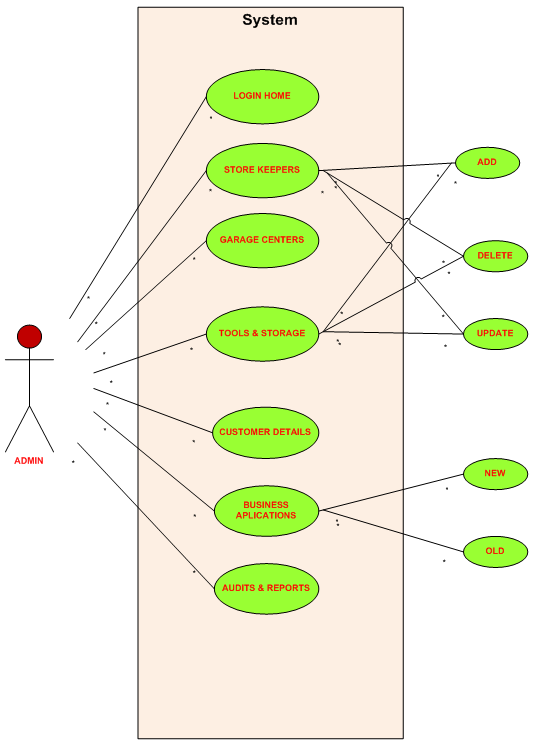 System
LOGIN HOME
STORE KEEPERS
ADD
GARAGE CENTERS
DELETE
TOOLS & STORAGE
UPDATE
ADMIN
CUSTOMER DETAILS
BUSINESS
APLICATIONS
NEW
OLD
AUDITS & REPORTS